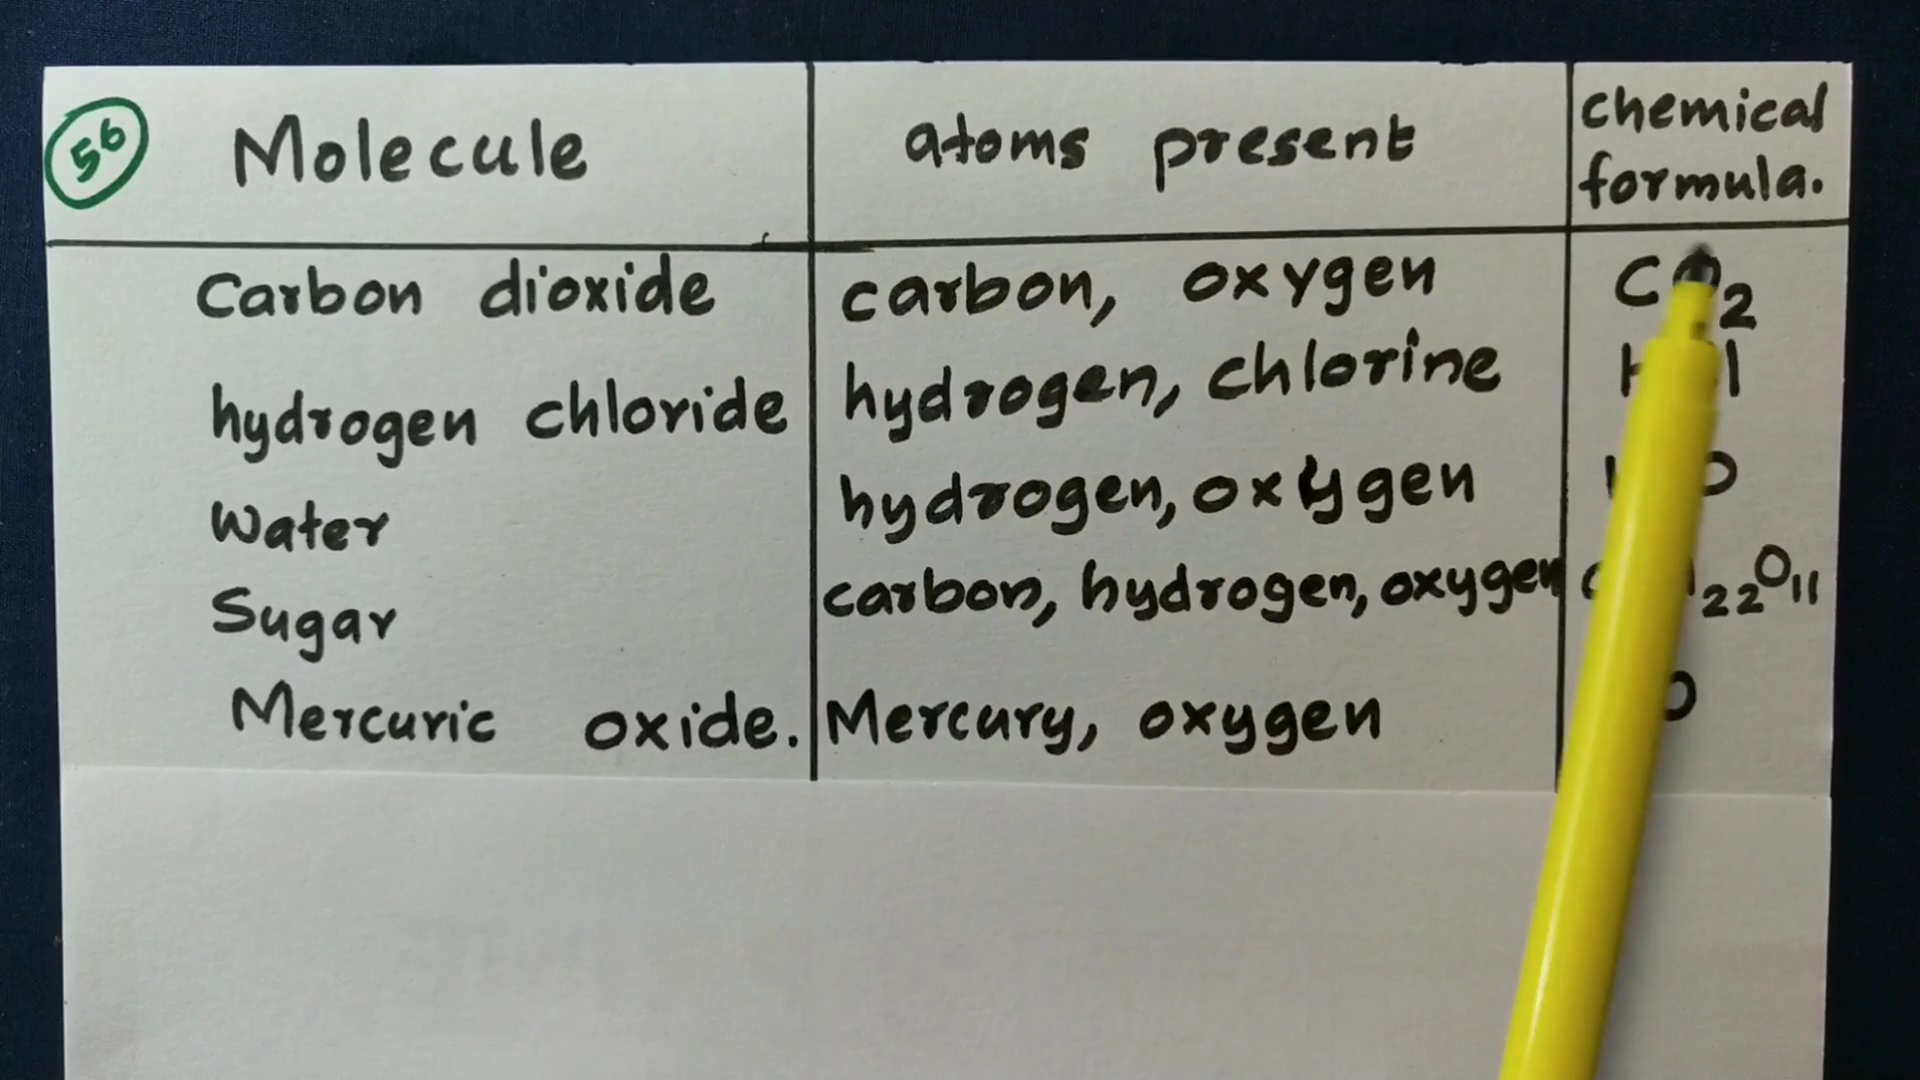 56 Molecule atoms present chemical formula.
Carbon dioxide carbon, oxygen CO2
hydrogen chloride hydrogen, chlorine
Water hydrogen, oxygen
Sugar carbon, hydrogen, oxygen
Mercuric oxide. Mercury, oxygen